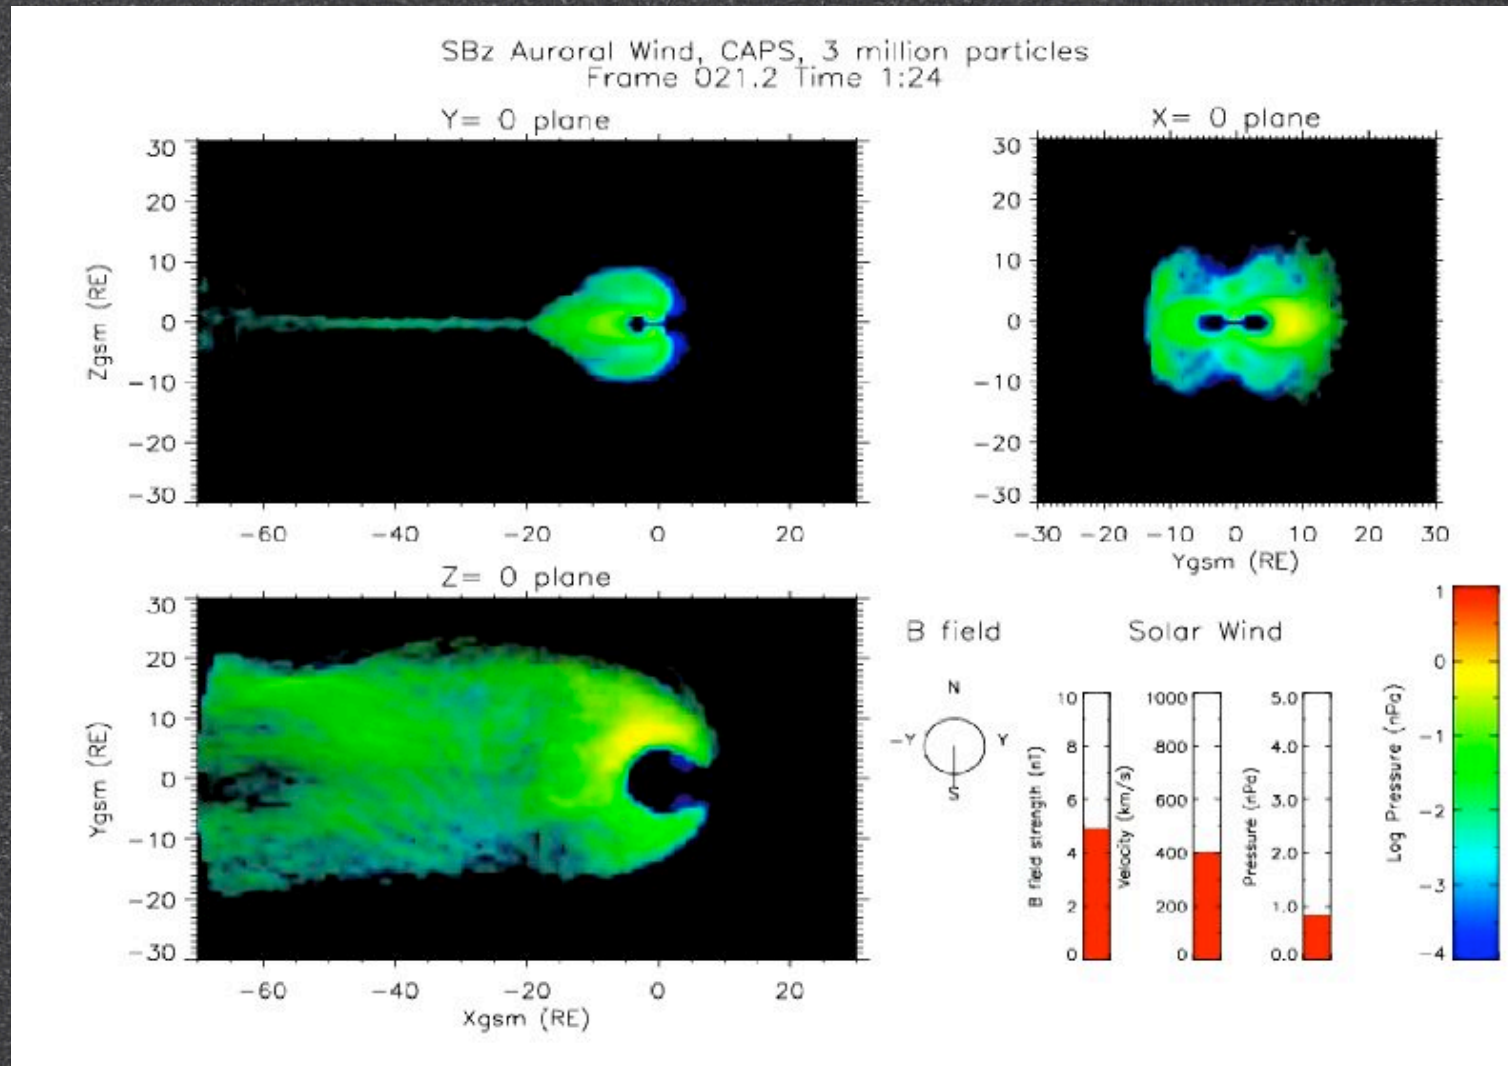 SBz Auroral Wind, CAPS, 3 million particles
Frame 021.2 Time 1:24
Y= 0 plane
30
20
10
0
−10
−20
−30
Zgsm (RE)
−60 −40 −20 0 20
X= 0 plane
30
20
10
0
−10
−20
−30
−30 −20 −10 0 10 20 30
Ygsm (RE)
Z= 0 plane
30
20
10
0
−10
−20
−30
Ygsm (RE)
−60 −40 −20 0 20
Xgsm (RE)
B field
N
−Y Y
S
Solar Wind
B field strength (nT)
10
8
6
4
2
0
Velocity (km/s)
1000
800
600
400
200
0
Pressure (nPa)
5.0
4.0
3.0
2.0
1.0
0.0
Log Pressure (nPa)
1
0
−1
−2
−3
−4